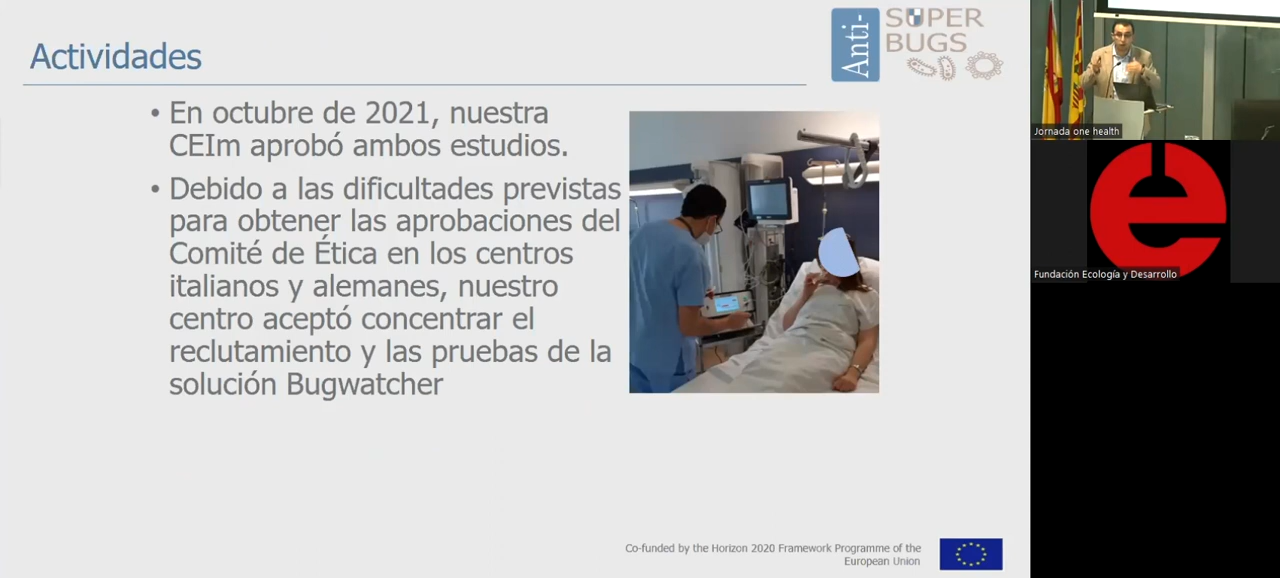 Actividades
Anti-
SUPER
BUGS
• En octubre de 2021, nuestra
CEIm aprobó ambos estudios.
• Debido a las dificultades previstas
para obtener las aprobaciones del
Comité de Ética en los centros
italianos y alemanes, nuestro
centro aceptó concentrar el
reclutamiento y las pruebas de la
solución Bugwatcher
Co-funded by the Horizon 2020 Framework Programme of the
European Union
Jornada one health
e
Fundación Ecología y Desarrollo